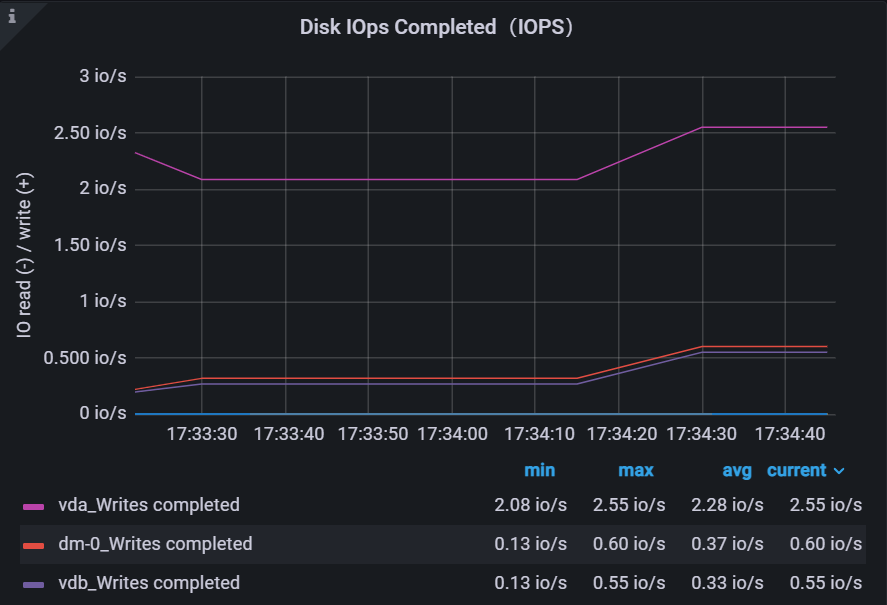 Disk IOps Completed（IOPS）
IO read (-) / write (+)
3 io/s
2.50 io/s
2 io/s
1.50 io/s
1 io/s
0.500 io/s
0 io/s
17:33:30 17:33:40 17:33:50 17:34:00 17:34:10 17:34:20 17:34:30 17:34:40
min max avg current
vda_Writes completed 2.08 io/s 2.55 io/s 2.28 io/s 2.55 io/s
dm-0_Writes completed 0.13 io/s 0.60 io/s 0.37 io/s 0.60 io/s
vdb_Writes completed 0.13 io/s 0.55 io/s 0.33 io/s 0.55 io/s